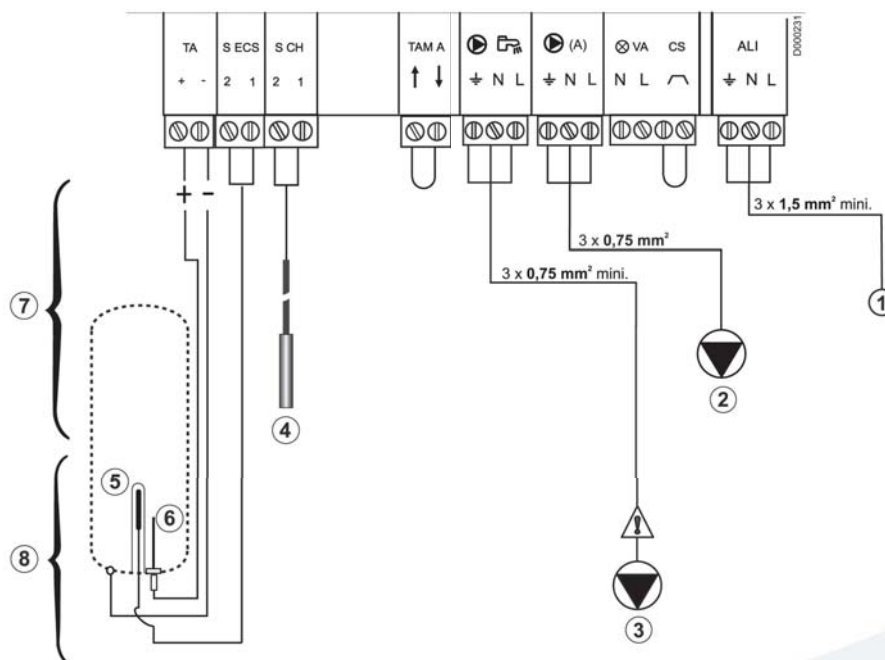 D000231
TA S ECS S CH TAM A (A) VA CS ALI
+ - 2 1 2 1 N L N L N L N L
+ -
3 x 1,5 mm² mini.
3 x 0,75 mm²
3 x 0,75 mm² mini.
1
7
2
4
5
6
8
3